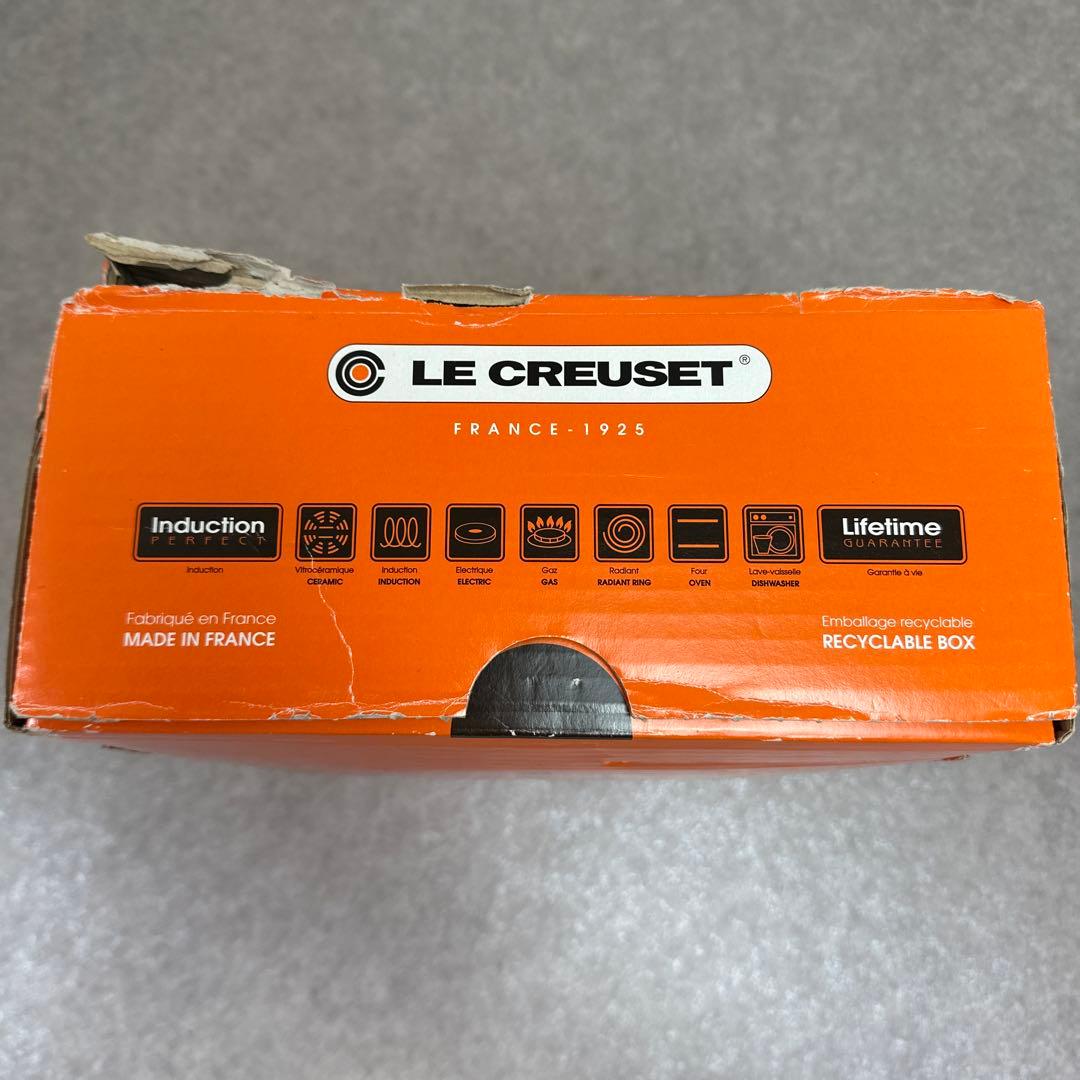 LE CREUSET®
FRANCE - 1925
Induction
PERFECT
Induction
Vitrocéramique
CERAMIC
Induction
INDUCTION
Electrique
ELECTRIC
Gaz
GAS
Radiant
RADIANT RING
Four
OVEN
Lave-vaisselle
DISHWASHER
Lifetime
GUARANTEE
Garantie à vie
Fabriqué en France
MADE IN FRANCE
Emballage recyclable
RECYCLABLE BOX